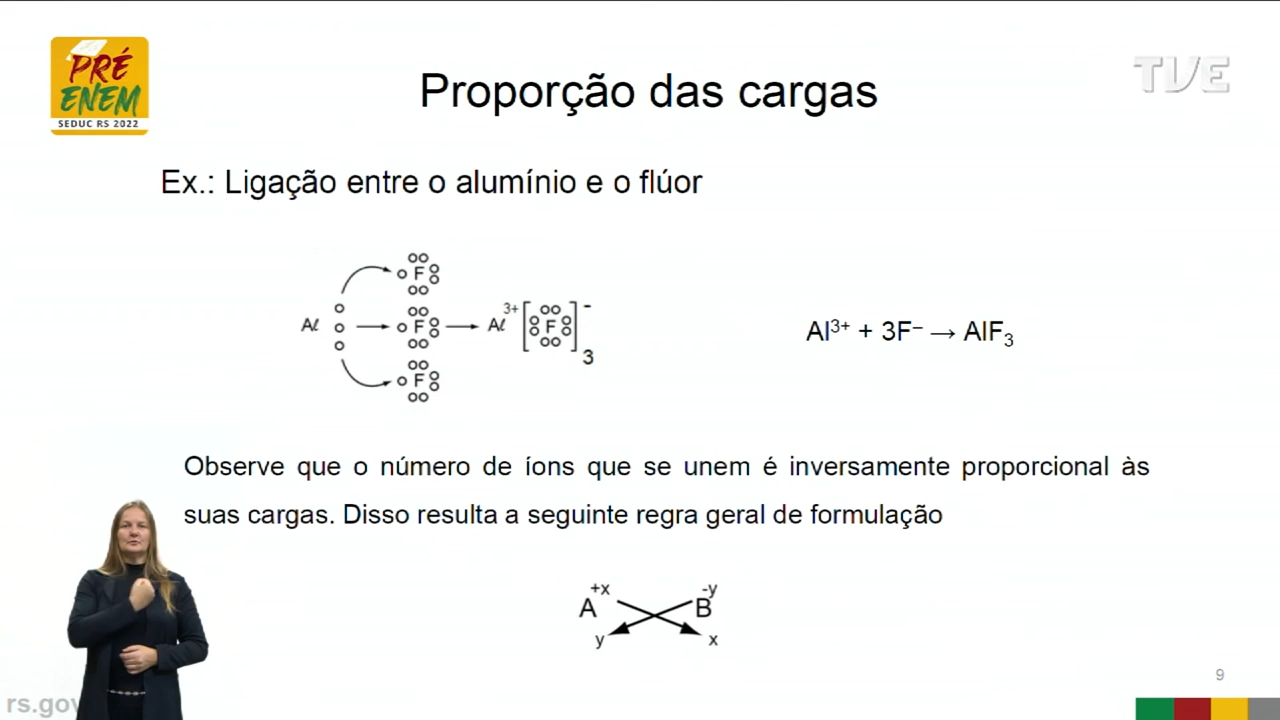 PRÉ
ENEM
SEDUC RS 2022
TVE
Proporção das cargas
Ex.: Ligação entre o alumínio e o flúor
F
Aℓ F Aℓ 3+ [ F ] - 3
F
Al³⁺ + 3F⁻ → AlF₃
Observe que o número de íons que se unem é inversamente proporcional às
suas cargas. Disso resulta a seguinte regra geral de formulação
+x -y
A B
y x
9
rs.gov